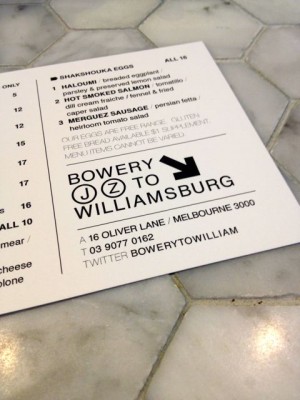 ONLY
5
12
12
15
17
17
s 16
ALL 10
mear /
cheese
olone
SHAKSHOUKA EGGS ALL 16
1 HALOUMI / breaded eggplant /
parsley & preserved lemon salad
2 HOT SMOKED SALMON / tomatillo /
dill cream fraiche / fennel & fried
caper salad
3 MERGUEZ SAUSAGE / persian fetta /
heirloom tomato salad
OUR EGGS ARE FREE RANGE. GLUTEN
FREE BREAD AVAILABLE $1 SUPPLEMENT
MENU ITEMS CANNOT BE VARIED
BOWERY
J Z TO
WILLIAMSBURG
A 16 OLIVER LANE / MELBOURNE 3000
T 03 9077 0162
TWITTER BOWERYTOWILLIAM